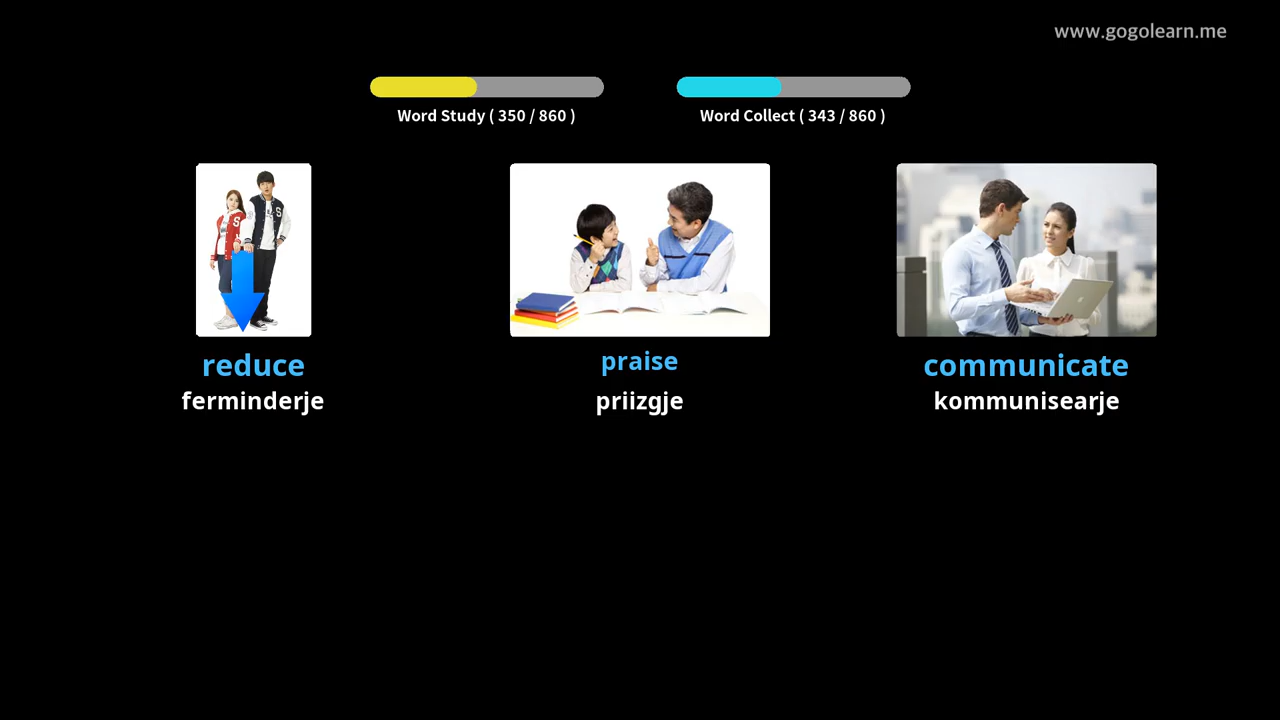 www.gogolearn.me
Word Study ( 350 / 860 )
Word Collect ( 343 / 860 )
reduce
ferminderje
praise
priizgje
communicate
kommunisearje